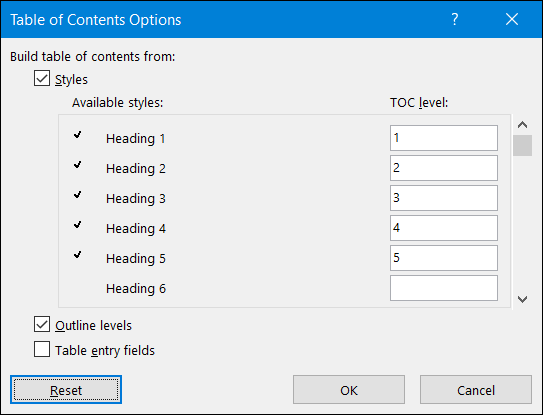 Table of Contents Options ?
Build table of contents from:
Styles
Available styles: TOC level:
Heading 1 1
Heading 2 2
Heading 3 3
Heading 4 4
Heading 5 5
Heading 6
Outline levels
Table entry fields
Reset OK Cancel